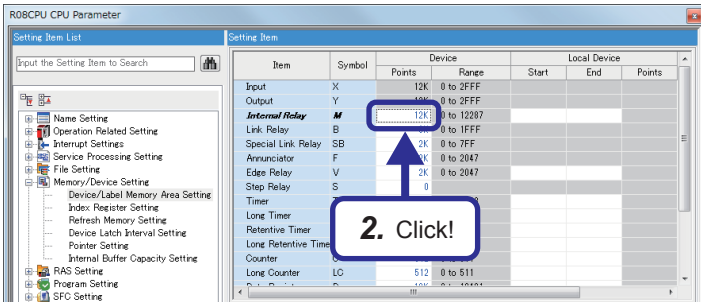 R08CPU CPU Parameter
Setting Item List
Setting Item
Input the Setting Item to Search
Item Symbol Device Local Device
Points Range Start End Points
Input X 12K 0 to 2FFF
Output Y 12K 0 to 2FFF
Internal Relay M 12K 0 to 12287
Link Relay B 0 to 1FFF
Special Link Relay SB 2K 0 to 7FF
Annunciator F 2K 0 to 2047
Edge Relay V 2K 0 to 2047
Step Relay S 0
Timer
Long Timer
Retentive Timer
Long Retentive Time
Counter
Long Counter LC 512 0 to 511
Name Setting
Operation Related Setting
Interrupt Settings
Service Processing Setting
File Setting
Memory/Device Setting
Device/Label Memory Area Setting
Index Register Setting
Refresh Memory Setting
Device Latch Interval Setting
Pointer Setting
Internal Buffer Capacity Setting
RAS Setting
Program Setting
SFC Setting
2. Click!